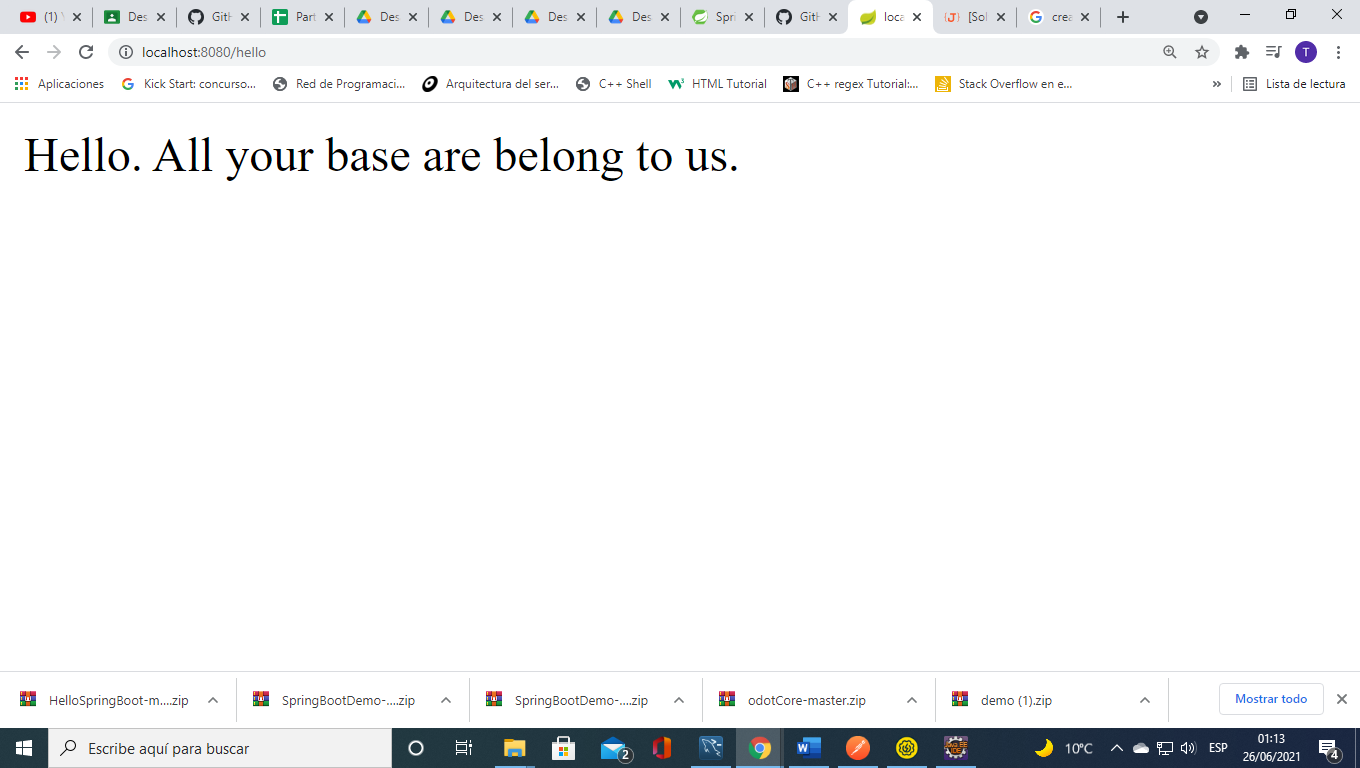 (1) Des Gith Part Des Des Des Des Spri Gith loca [Sol crea
localhost:8080/hello
Aplicaciones Kick Start: concurso... Red de Programaci... Arquitectura del ser... C++ Shell HTML Tutorial C++ regex Tutorial:... Stack Overflow en e... » Lista de lectura
Hello. All your base are belong to us.
HelloSpringBoot-m....zip SpringBootDemo-....zip SpringBootDemo-....zip odotCore-master.zip demo (1).zip Mostrar todo
Escribe aquí para buscar 2 10°C ESP 01:13 4
26/06/2021